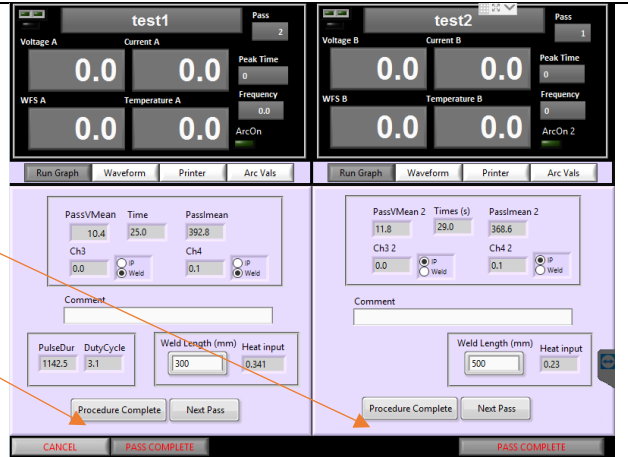 test1
Pass
2
Voltage A
Current A
0.0
0.0
Peak Time
0
WFS A
Temperature A
Frequency
0.0
0.0
0.0
ArcOn
Run Graph
Waveform
Printer
Arc Vals
PassVMean
Time
PassImean
10.4
25.0
392.8
Ch3
Ch4
0.0
IP
Weld
0.1
IP
Weld
Comment
PulseDur
DutyCycle
1142.5
3.1
Weld Length (mm)
Heat input
300
0.341
Procedure Complete
Next Pass
CANCEL
PASS COMPLETE
test2
Pass
1
Voltage B
Current B
0.0
0.0
Peak Time
0
WFS B
Temperature B
Frequency
0
0.0
0.0
ArcOn 2
Run Graph
Waveform
Printer
Arc Vals
PassVMean 2
Times (s)
PassImean 2
11.8
29.0
368.6
Ch3 2
Ch4 2
0.0
IP
Weld
0.1
IP
Weld
Comment
Weld Length (mm)
Heat input
500
0.23
Procedure Complete
Next Pass
PASS COMPLETE